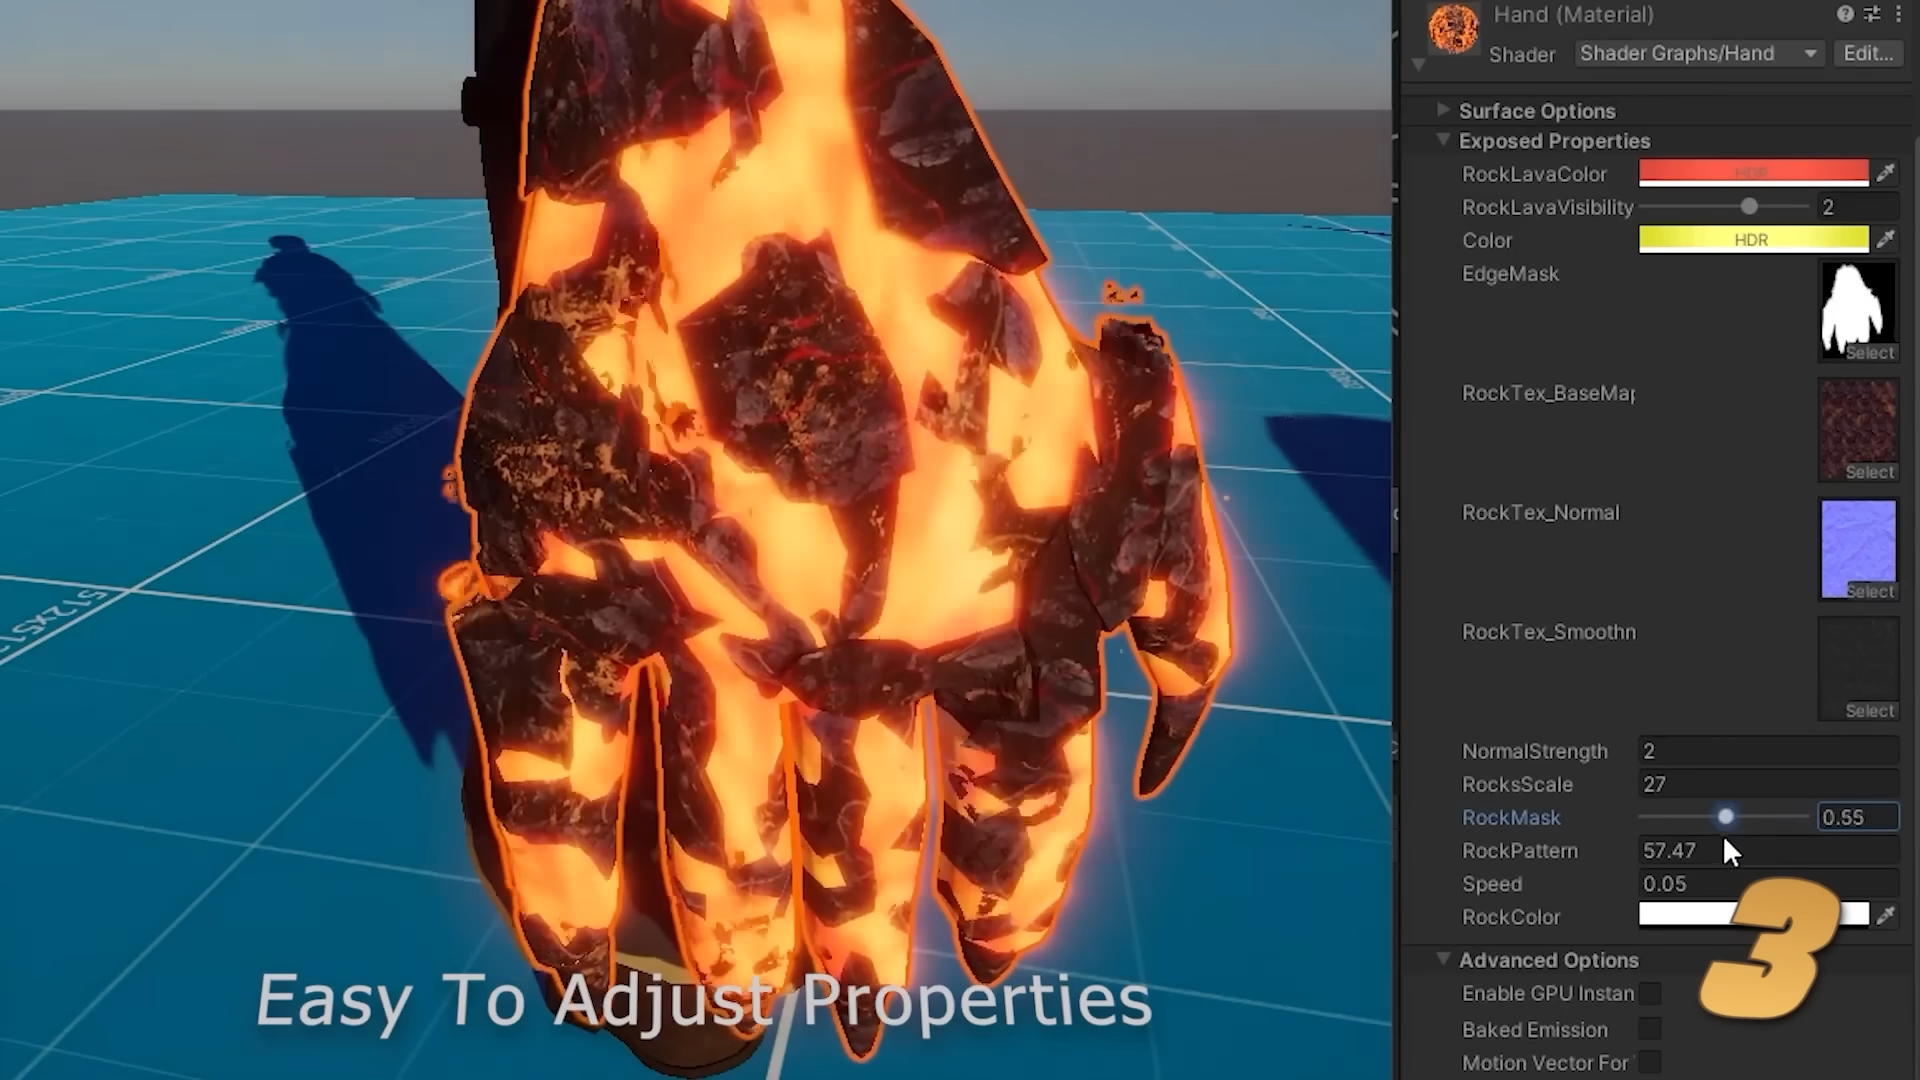 Hand (Material)
Shader Shader Graphs/Hand Edit...
Surface Options
Exposed Properties
RockLavaColor HDR
RockLavaVisibility 2
Color HDR
EdgeMask
Select
RockTex_BaseMap
Select
RockTex_Normal
Select
RockTex_Smoothn
Select
NormalStrength 2
RocksScale 27
RockMask 0.55
RockPattern 57.47
Speed 0.05
RockColor
3
Advanced Options
Enable GPU Instan
Baked Emission
Motion Vector For
512x51
Easy To Adjust Properties